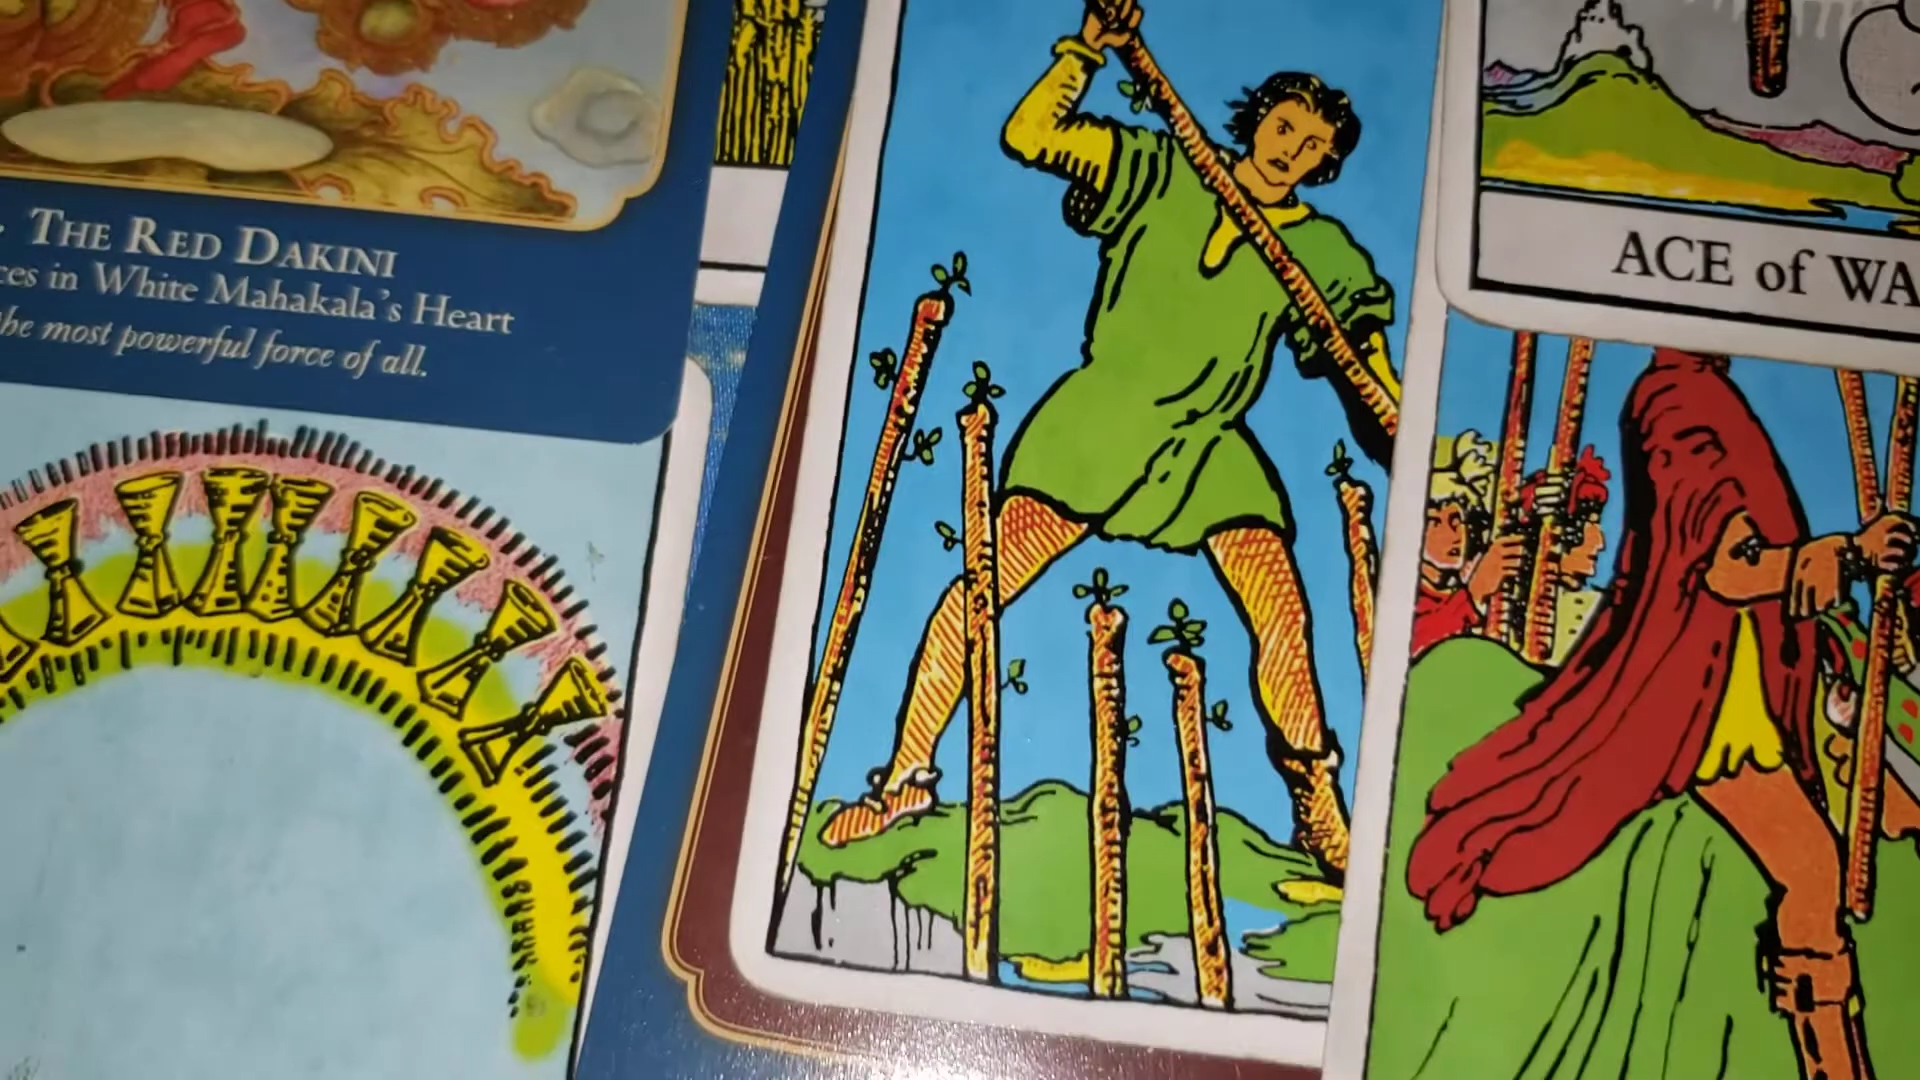 . THE RED DAKINI
ces in White Mahakala's Heart
he most powerful force of all.
ACE of WA